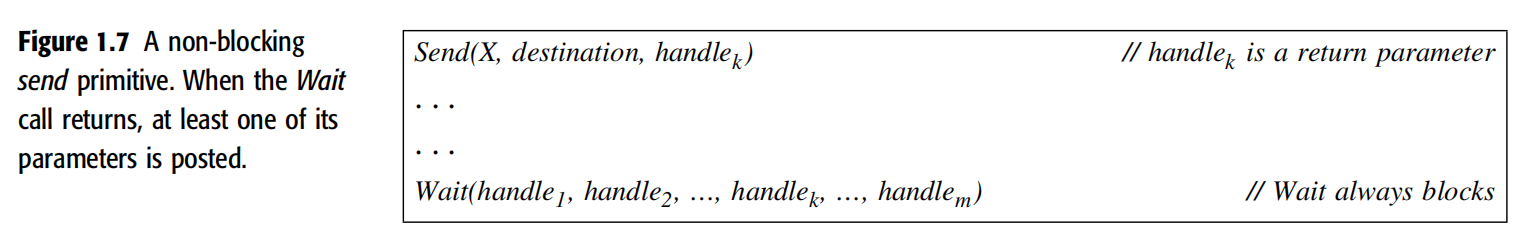 Figure 1.7 A non-blocking
send primitive. When the Wait
call returns, at least one of its
parameters is posted.
Send(X, destination, handlek) // handlek is a return parameter
. . .
. . .
Wait(handle1, handle2, …, handlek, …, handlem) // Wait always blocks